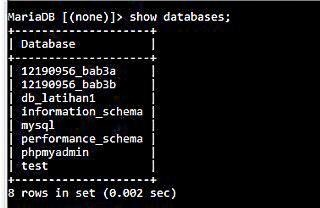 MariaDB [(none)]> show databases;
+--------------------+
| Database           |
+--------------------+
| 12190956_bab3a     |
| 12190956_bab3b     |
| db_latihan1        |
| information_schema |
| mysql              |
| performance_schema |
| phpmyadmin         |
| test               |
+--------------------+
8 rows in set (0.002 sec)